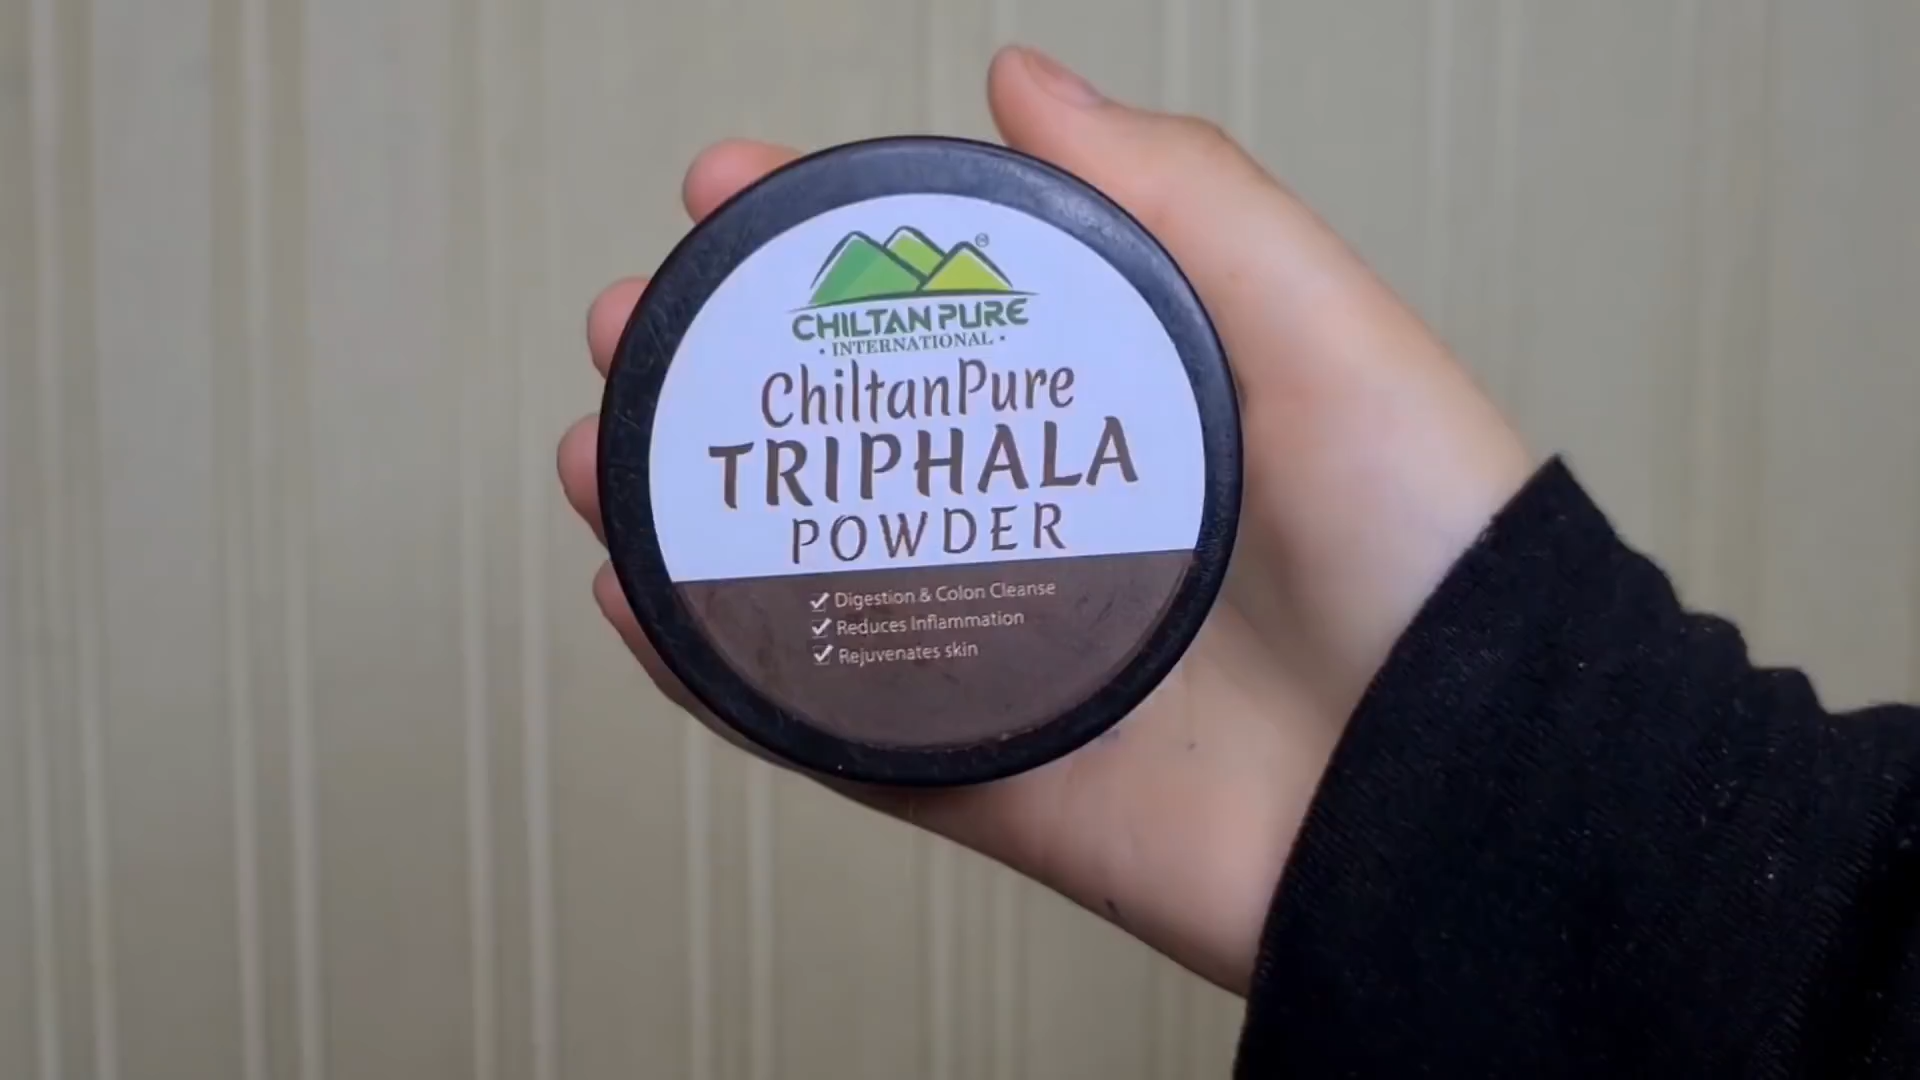 CHILTAN PURE
• INTERNATIONAL •
ChiltanPure
TRIPHALA
POWDER
Digestion & Colon Cleanse
Reduces Inflammation
Rejuvenates skin